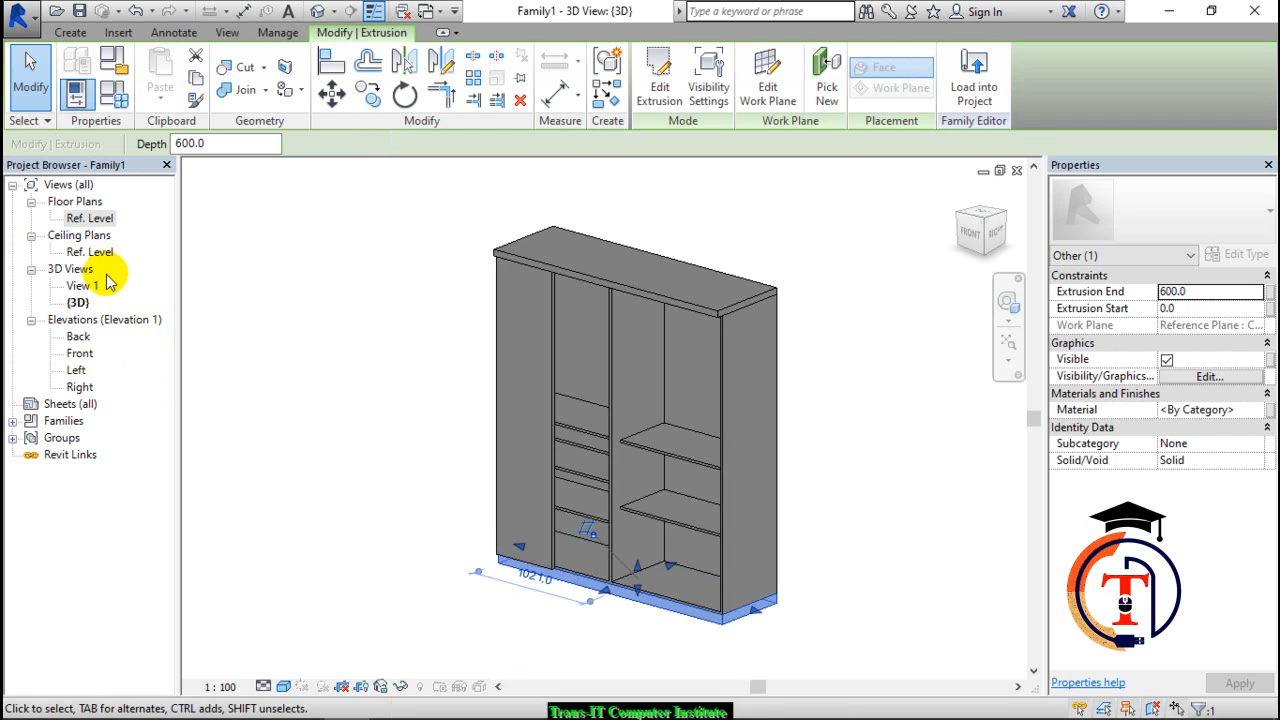 Family1 - 3D View: {3D}
Type a keyword or phrase
Sign In
Create
Insert
Annotate
View
Manage
Modify | Extrusion
Modify
Select
Properties
Paste
Clipboard
Cut
Join
Geometry
Modify
Measure
Create
Edit
Extrusion
Visibility
Settings
Mode
Edit
Work Plane
Pick
New
Work Plane
Face
Work Plane
Placement
Load into
Project
Family Editor
Modify | Extrusion
Depth
600.0
Project Browser - Family1
Views (all)
Floor Plans
Ref. Level
Ceiling Plans
Ref. Level
3D Views
View 1
{3D}
Elevations (Elevation 1)
Back
Front
Left
Right
Sheets (all)
Families
Groups
Revit Links
FRONT
RIGHT
1021.0
1 : 100
Properties
Other (1)
Edit Type
Constraints
Extrusion End 600.0
Extrusion Start 0.0
Work Plane Reference Plane : C...
Graphics
Visible
Visibility/Graphics... Edit...
Materials and Finishes
Material <By Category>
Identity Data
Subcategory None
Solid/Void Solid
T
Properties help
Apply
Click to select, TAB for alternates, CTRL adds, SHIFT unselects.
Trans-IT Computer Institute
:1